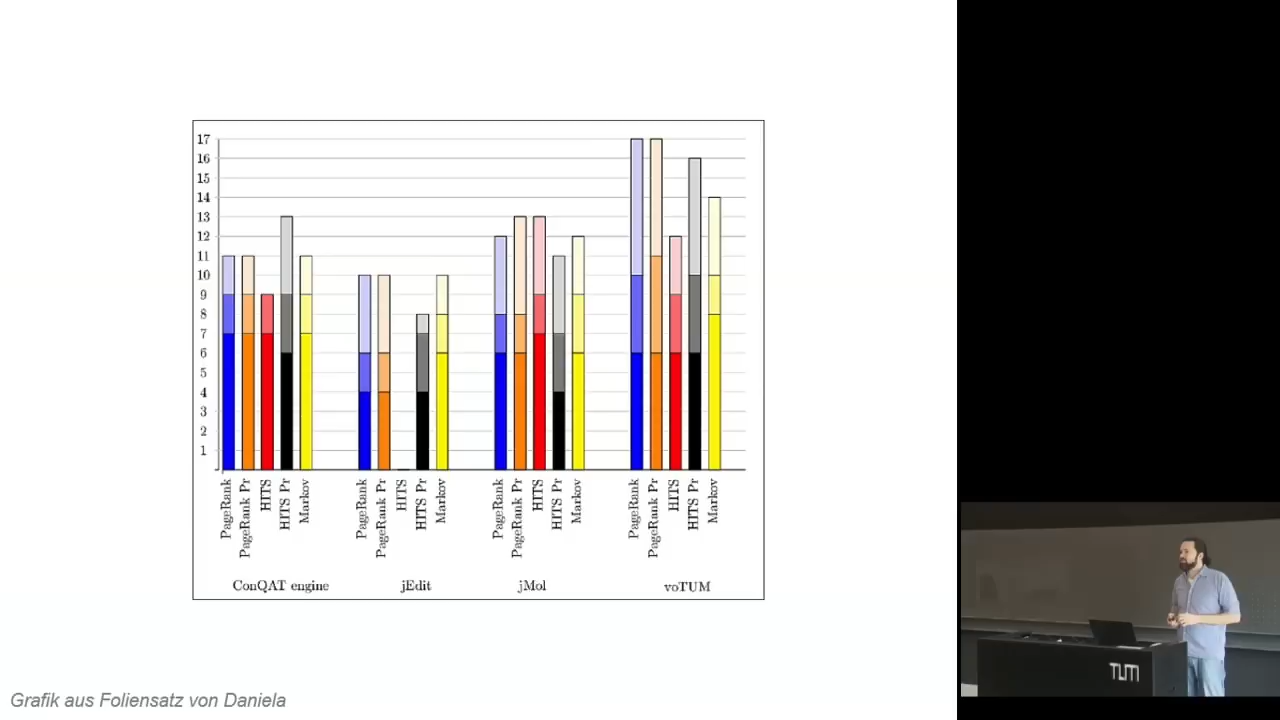 17
16
15
14
13
12
11
10
9
8
7
6
5
4
3
2
1
PageRank
PageRank Pr
HITS
HITS Pr
Markov
PageRank
PageRank Pr
HITS
HITS Pr
Markov
PageRank
PageRank Pr
HITS
HITS Pr
Markov
PageRank
PageRank Pr
HITS
HITS Pr
Markov
ConQAT engine
jEdit
jMol
voTUM
Grafik aus Foliensatz von Daniela
TUM